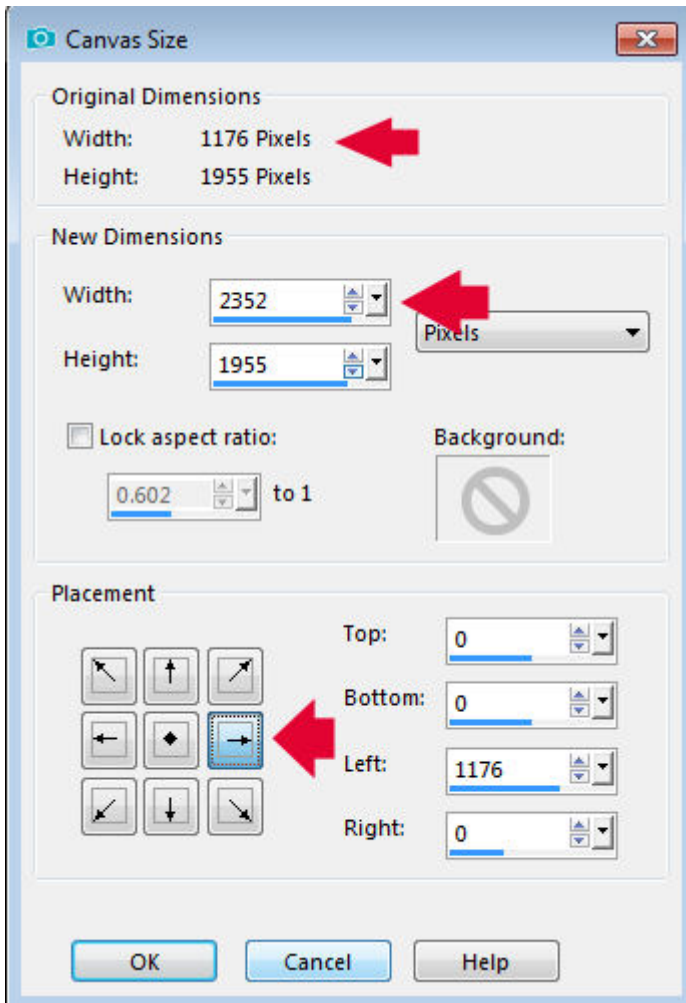 Canvas Size
Original Dimensions
Width: 1176 Pixels
Height: 1955 Pixels
New Dimensions
Width: 2352
Pixels
Height: 1955
Lock aspect ratio: Background:
0.602 to 1
Placement
Top: 0
Bottom: 0
Left: 1176
Right: 0
OK Cancel Help